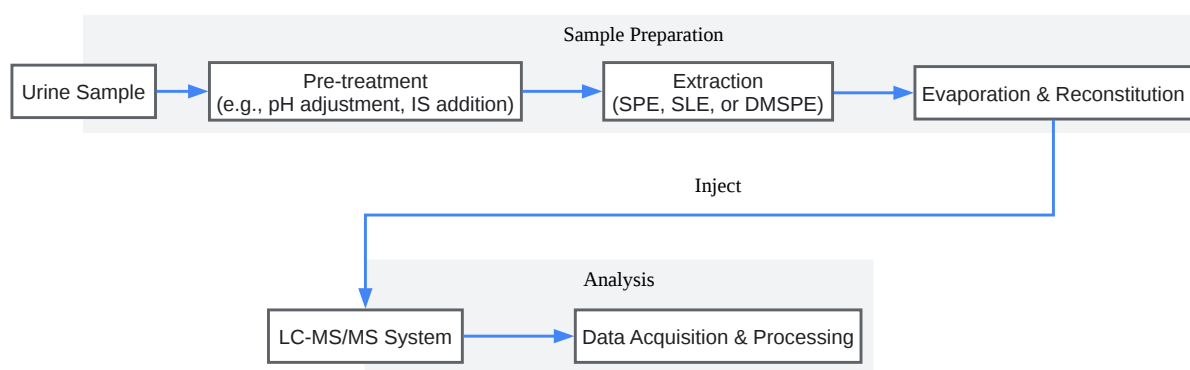 Sample Preparation
Urine Sample
Pre-treatment
(e.g., pH adjustment, IS addition)
Extraction
(SPE, SLE, or DMSPE)
Evaporation & Reconstitution
Inject
Analysis
LC-MS/MS System
Data Acquisition & Processing